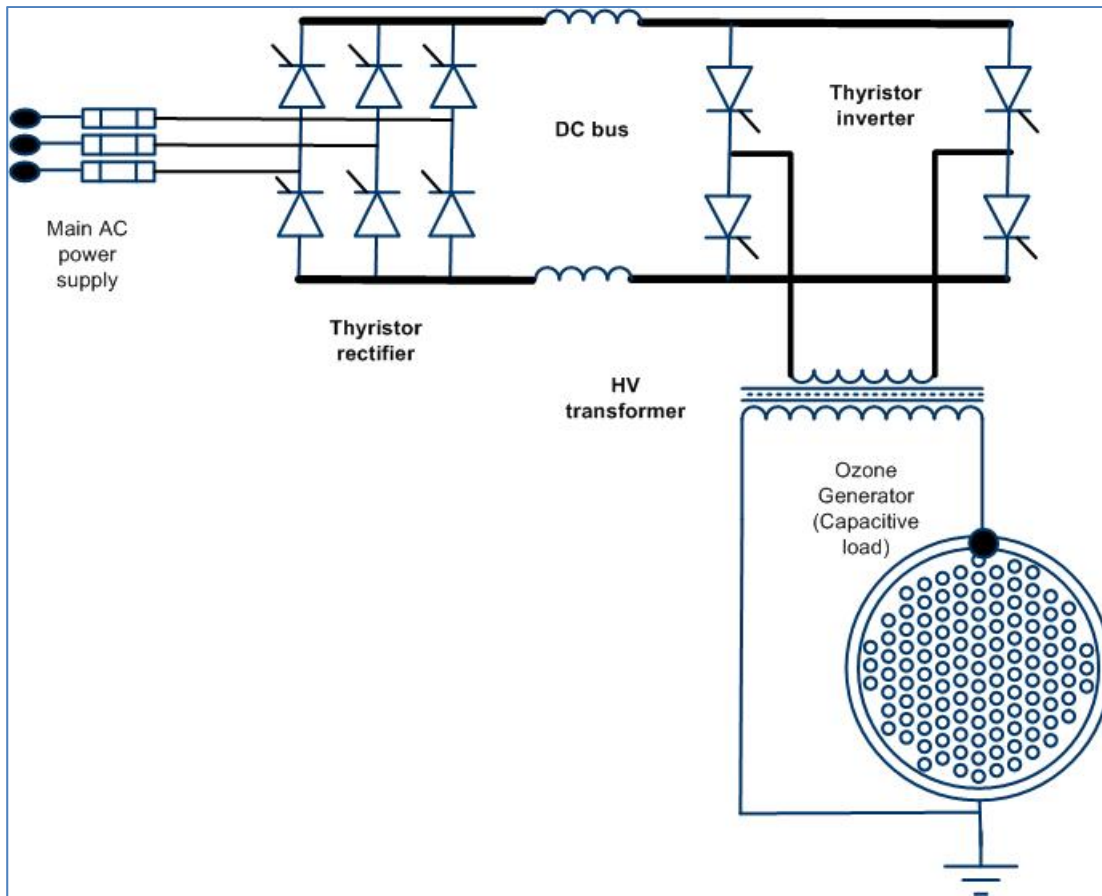 DC bus
Thyristor
inverter
Main AC
power
supply
Thyristor
rectifier
HV
transformer
Ozone
Generator
(Capacitive
load)